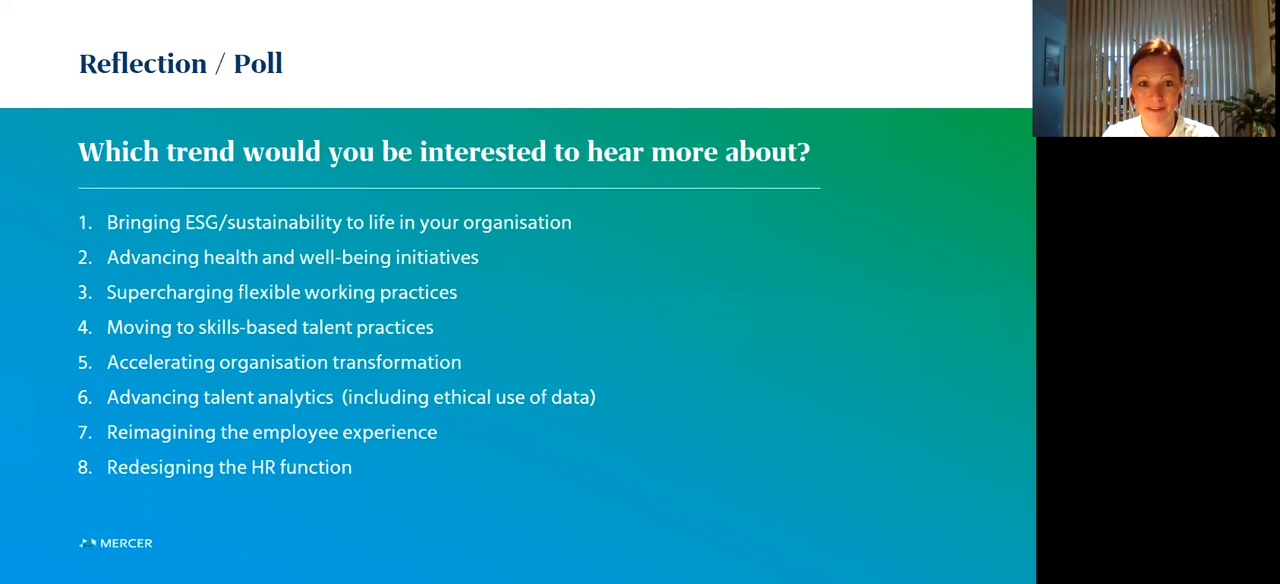 Reflection / Poll
Which trend would you be interested to hear more about?
1. Bringing ESG/sustainability to life in your organisation
2. Advancing health and well-being initiatives
3. Supercharging flexible working practices
4. Moving to skills-based talent practices
5. Accelerating organisation transformation
6. Advancing talent analytics (including ethical use of data)
7. Reimagining the employee experience
8. Redesigning the HR function
MERCER